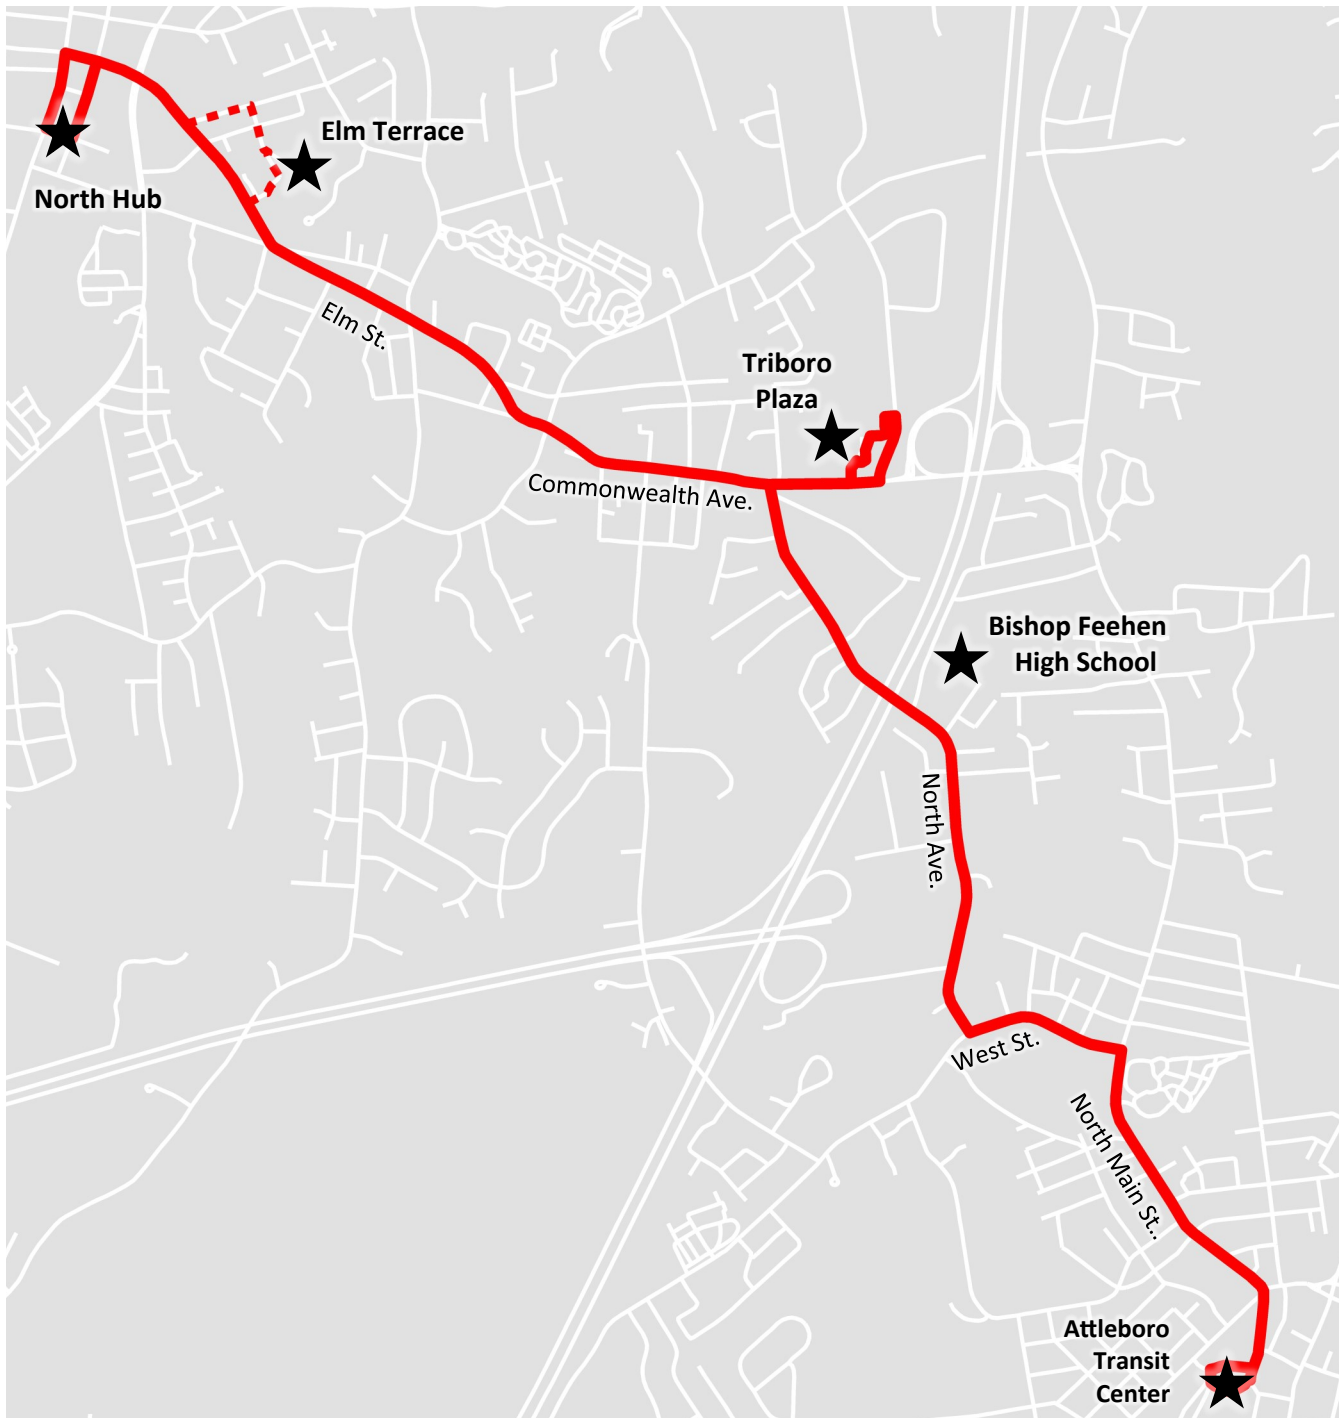 Elm Terrace
North Hub
Elm St.
Triboro
Plaza
Commonwealth Ave.
Bishop Feehen
High School
North Ave.
West St.
North Main St..
Attleboro
Transit
Center